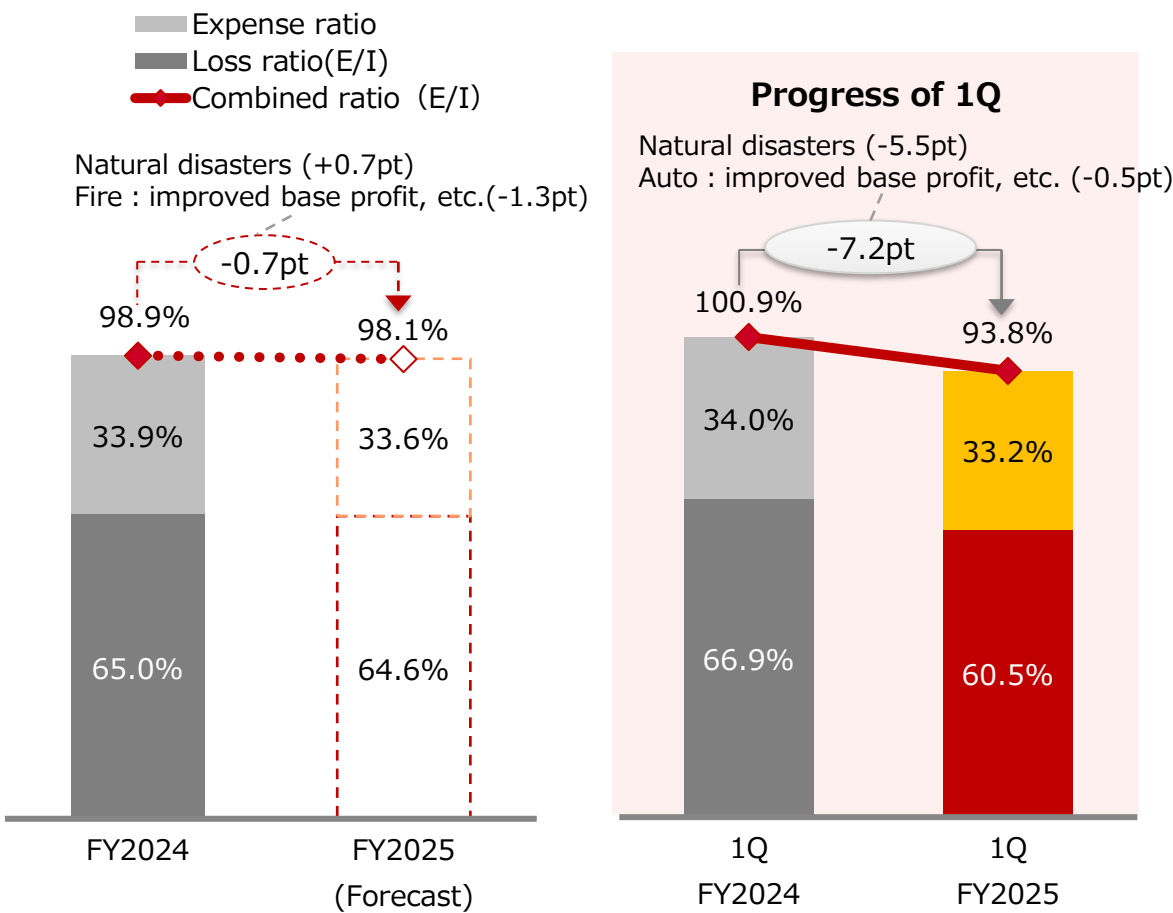 Expense ratio
Loss ratio(E/I)
Combined ratio (E/I)
Natural disasters (+0.7pt)
Fire : improved base profit, etc.(-1.3pt)
-0.7pt
98.9%
98.1%
33.9%
33.6%
65.0%
64.6%
FY2024
FY2025
(Forecast)
Progress of 1Q
Natural disasters (-5.5pt)
Auto : improved base profit, etc. (-0.5pt)
-7.2pt
100.9%
93.8%
34.0%
33.2%
66.9%
60.5%
1Q
FY2024
1Q
FY2025